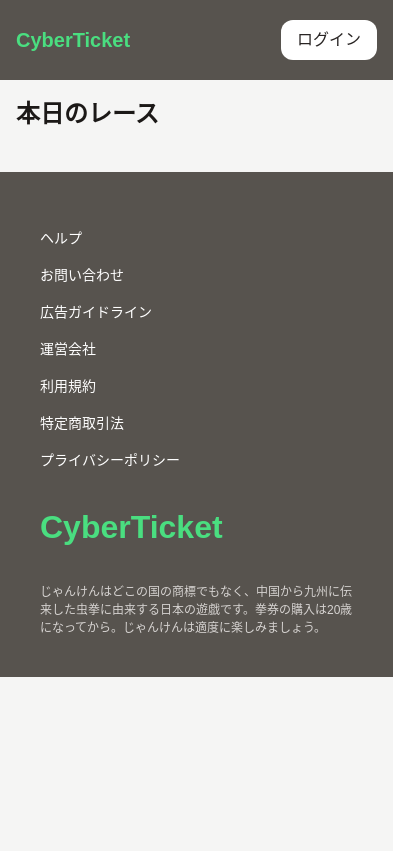 CyberTicket
ログイン
本日のレース
ヘルプ
お問い合わせ
広告ガイドライン
運営会社
利用規約
特定商取引法
プライバシーポリシー
CyberTicket
じゃんけんはどこの国の商標でもなく、中国から九州に伝
来した虫拳に由来する日本の遊戯です。拳券の購入は20歳
になってから。じゃんけんは適度に楽しみましょう。